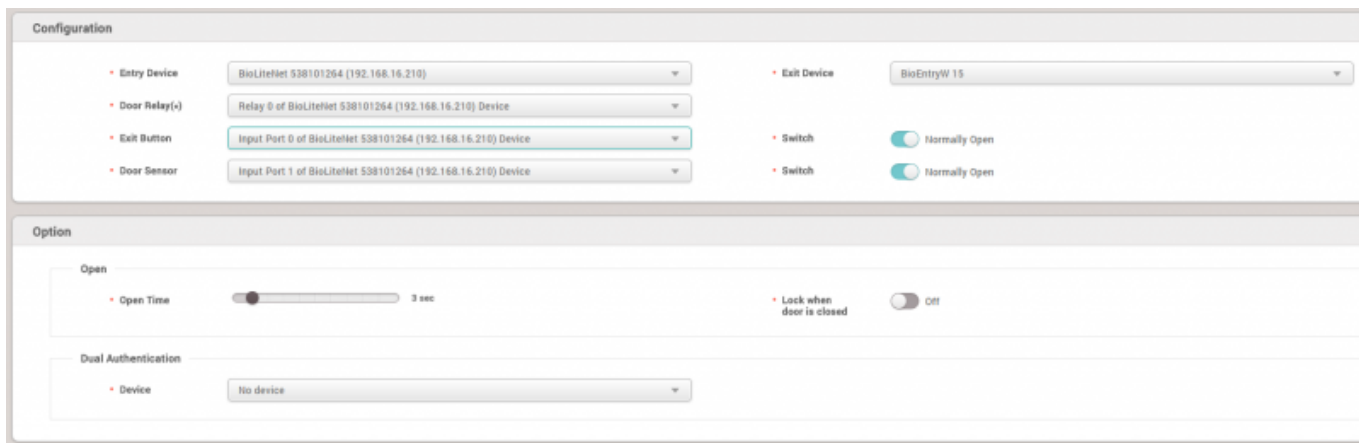 Configuration
• Entry Device BioLiteNet 538101264 (192.168.16.210) • Exit Device BioEntryW 15
• Door Relay(*) Relay 0 of BioLiteNet 538101264 (192.168.16.210) Device
• Exit Button Input Port 0 of BioLiteNet 538101264 (192.168.16.210) Device • Switch Normally Open
• Door Sensor Input Port 1 of BioLiteNet 538101264 (192.168.16.210) Device • Switch Normally Open
Option
Open
• Open Time 3 sec • Lock when door is closed Off
Dual Authentication
• Device No device